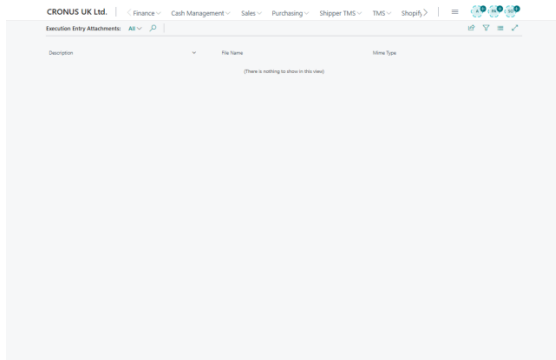 CRONUS UK Ltd. Finance Cash Management Sales Purchasing Shipper TMS TMS Shopify
Execution Entry Attachments: All
Description File Name Mime Type
(There is nothing to show in this view)